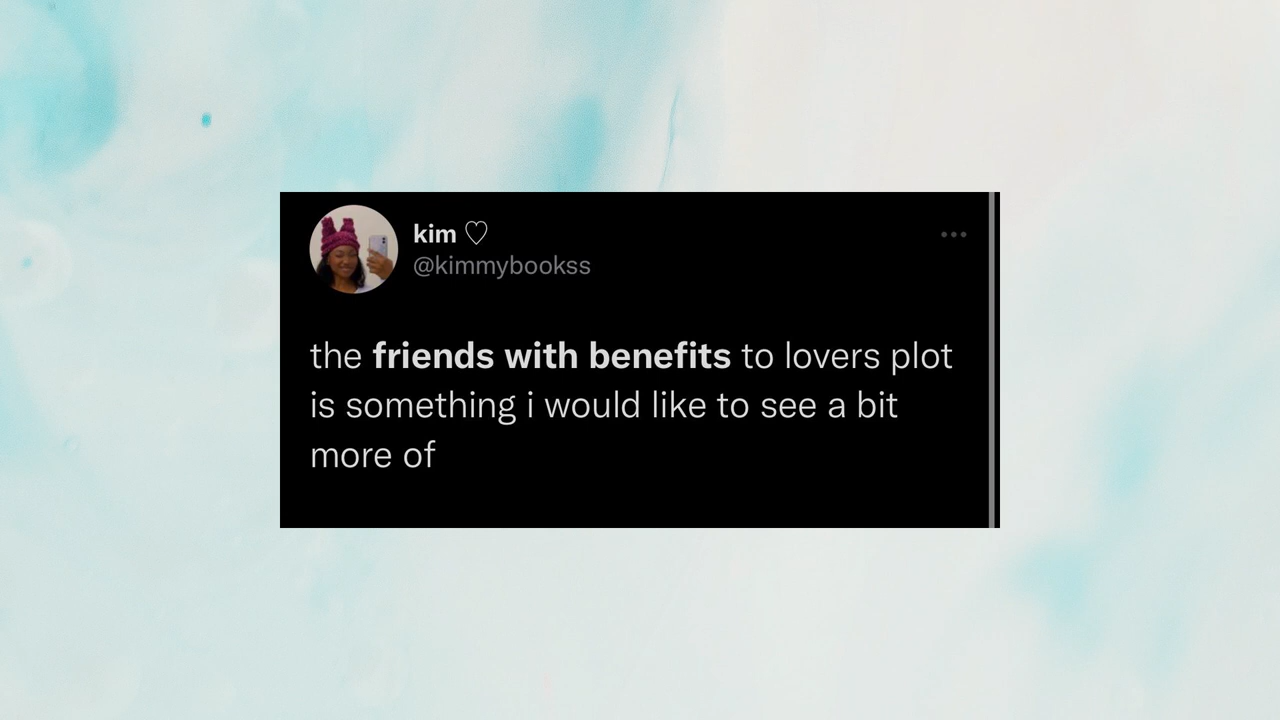 kim ♡
@kimmybookss
the friends with benefits to lovers plot
is something i would like to see a bit
more of